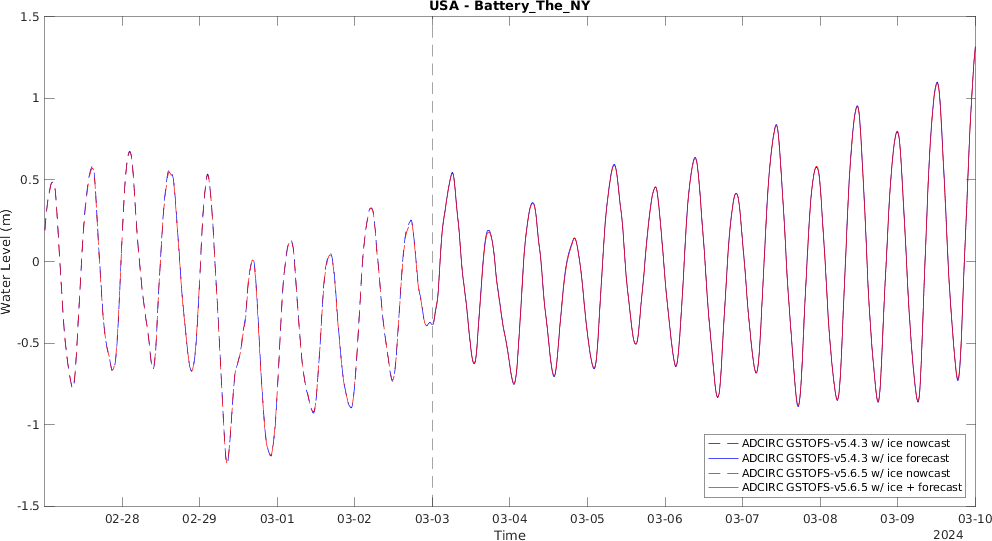 USA - Battery_The_NY
1.5
1
0.5
0
-0.5
-1
-1.5
Water Level (m)
02-28 02-29 03-01 03-02 03-03 03-04 03-05 03-06 03-07 03-08 03-09 03-10
Time
2024
ADCIRC GSTOFS-v5.4.3 w/ ice nowcast
ADCIRC GSTOFS-v5.4.3 w/ ice forecast
ADCIRC GSTOFS-v5.6.5 w/ ice nowcast
ADCIRC GSTOFS-v5.6.5 w/ ice + forecast